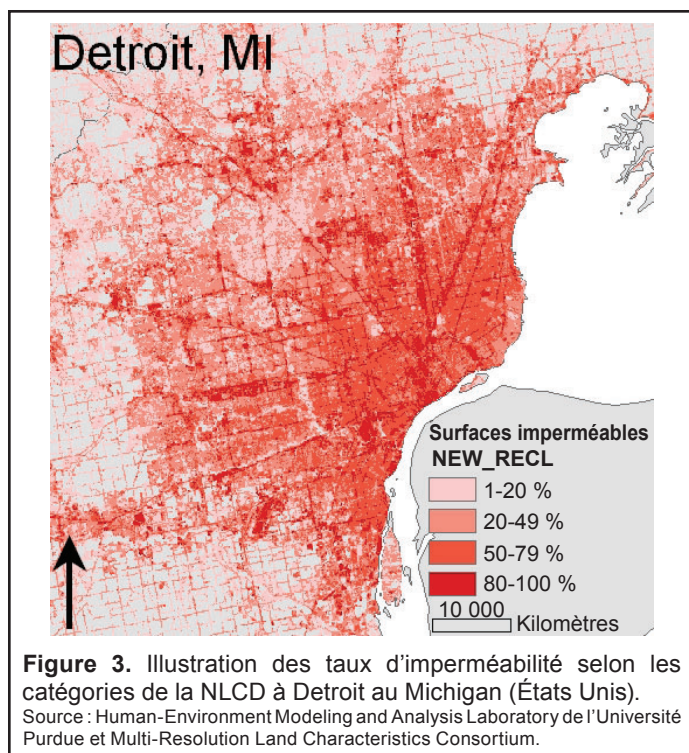 Detroit, MI
Surfaces imperméables
NEW_RECL
1-20 %
20-49 %
50-79 %
80-100 %
10 000
Kilomètres
Figure 3. Illustration des taux d'imperméabilité selon les
catégories de la NLCD à Detroit au Michigan (États Unis).
Source : Human-Environment Modeling and Analysis Laboratory de l'Université
Purdue et Multi-Resolution Land Characteristics Consortium.